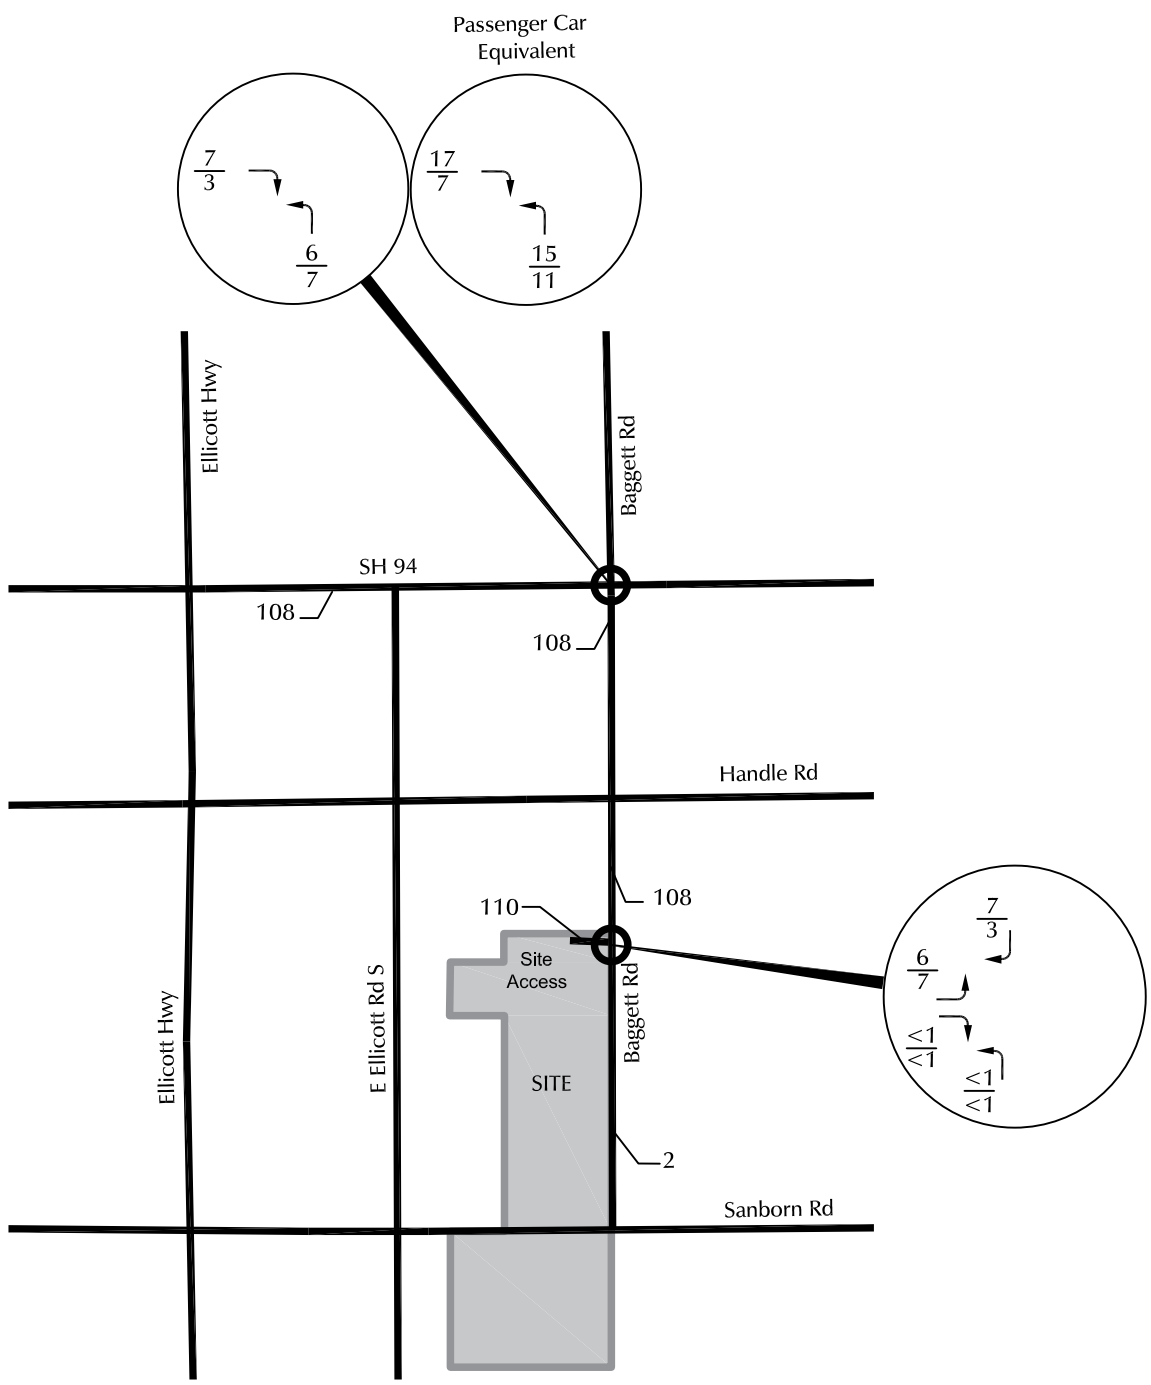 Passenger Car
Equivalent
7
3
6
7
17
7
15
11
Ellicott Hwy
Baggett Rd
SH 94
108
108
Handle Rd
110
108
Site
Access
Baggett Rd
7
3
6
7
<1
<1
<1
<1
Ellicott Hwy
E Ellicott Rd S
SITE
2
Sanborn Rd